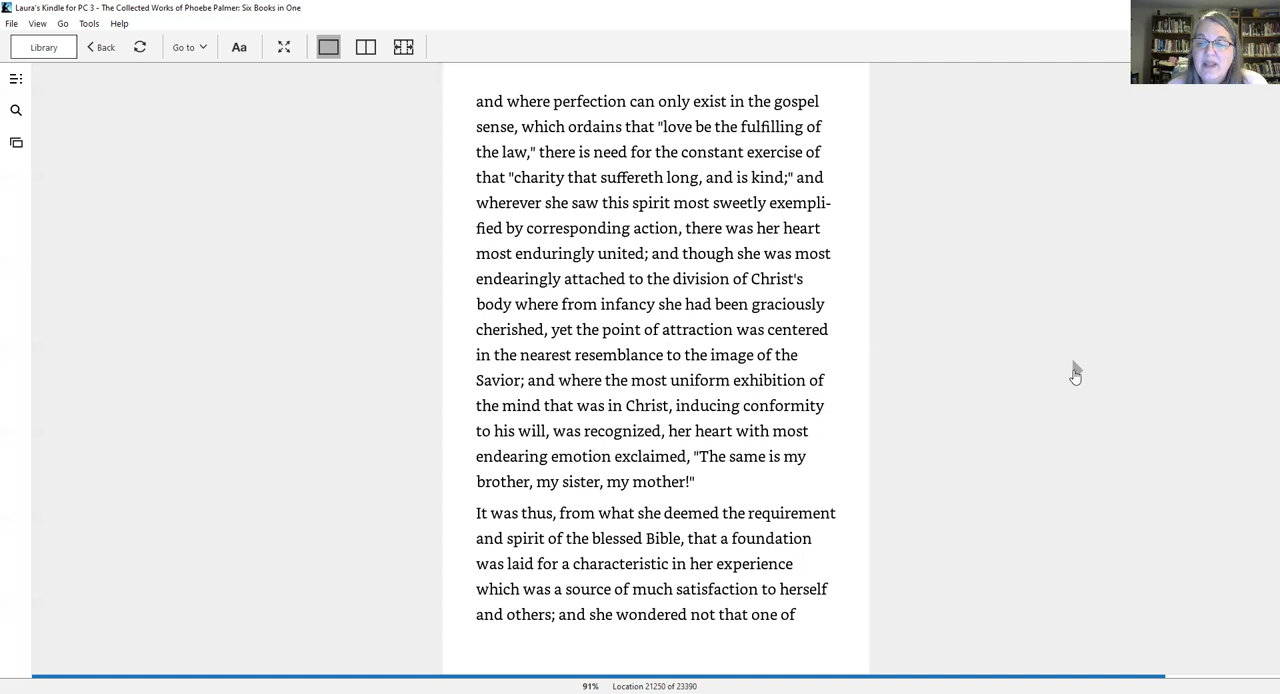 Laura's Kindle for PC 3 - The Collected Works of Phoebe Palmer: Six Books in One
File View Go Tools Help
Library Back Go to Aa
and where perfection can only exist in the gospel
sense, which ordains that "love be the fulfilling of
the law," there is need for the constant exercise of
that "charity that suffereth long, and is kind;" and
wherever she saw this spirit most sweetly exempli-
fied by corresponding action, there was her heart
most enduringly united; and though she was most
endearingly attached to the division of Christ's
body where from infancy she had been graciously
cherished, yet the point of attraction was centered
in the nearest resemblance to the image of the
Savior; and where the most uniform exhibition of
the mind that was in Christ, inducing conformity
to his will, was recognized, her heart with most
endearing emotion exclaimed, "The same is my
brother, my sister, my mother!"
It was thus, from what she deemed the requirement
and spirit of the blessed Bible, that a foundation
was laid for a characteristic in her experience
which was a source of much satisfaction to herself
and others; and she wondered not that one of
91% Location 21250 of 23390